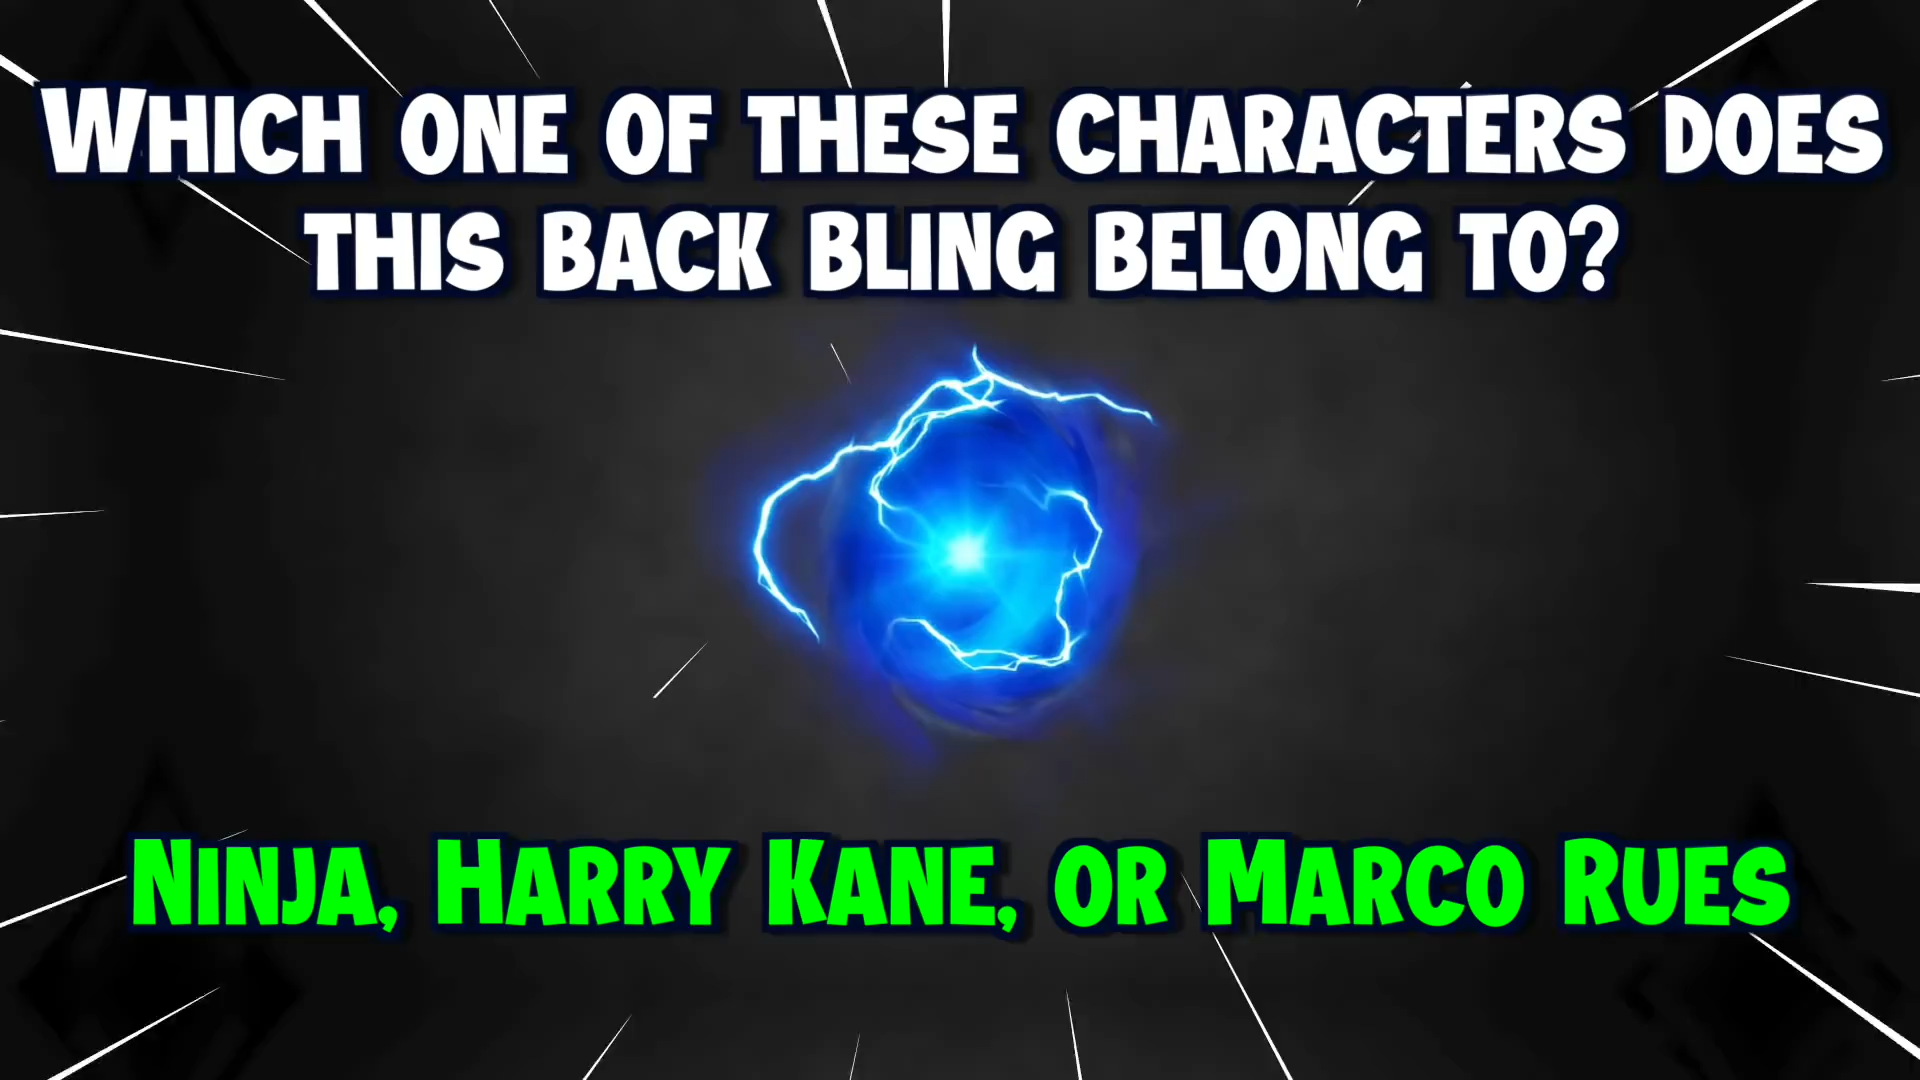 Which one of these characters does
this back bling belong to?
Ninja, Harry Kane, or Marco Rues